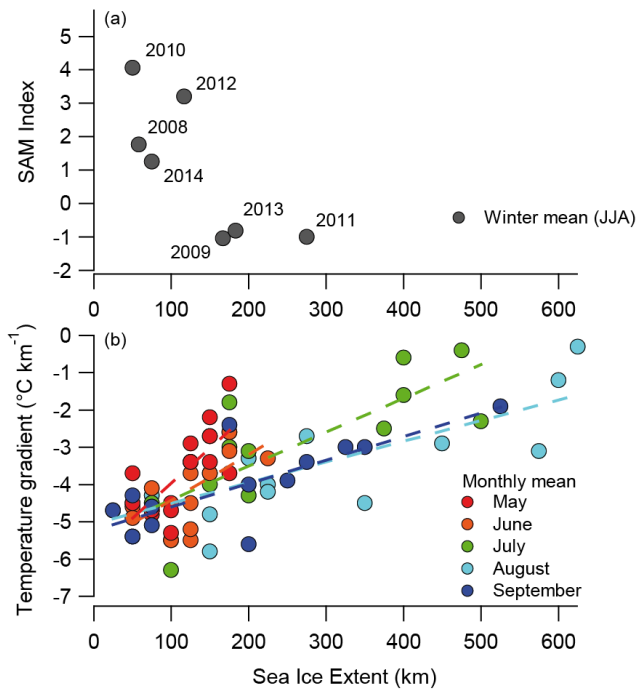 (a)
5
4
3
2
1
0
-1
-2
SAM Index
2010
2012
2008
2014
2013
2011
2009
Winter mean (JJA)
0 100 200 300 400 500 600
(b)
0
-1
-2
-3
-4
-5
-6
-7
Temperature gradient (°C km⁻¹)
Monthly mean
May
June
July
August
September
0 100 200 300 400 500 600
Sea Ice Extent (km)